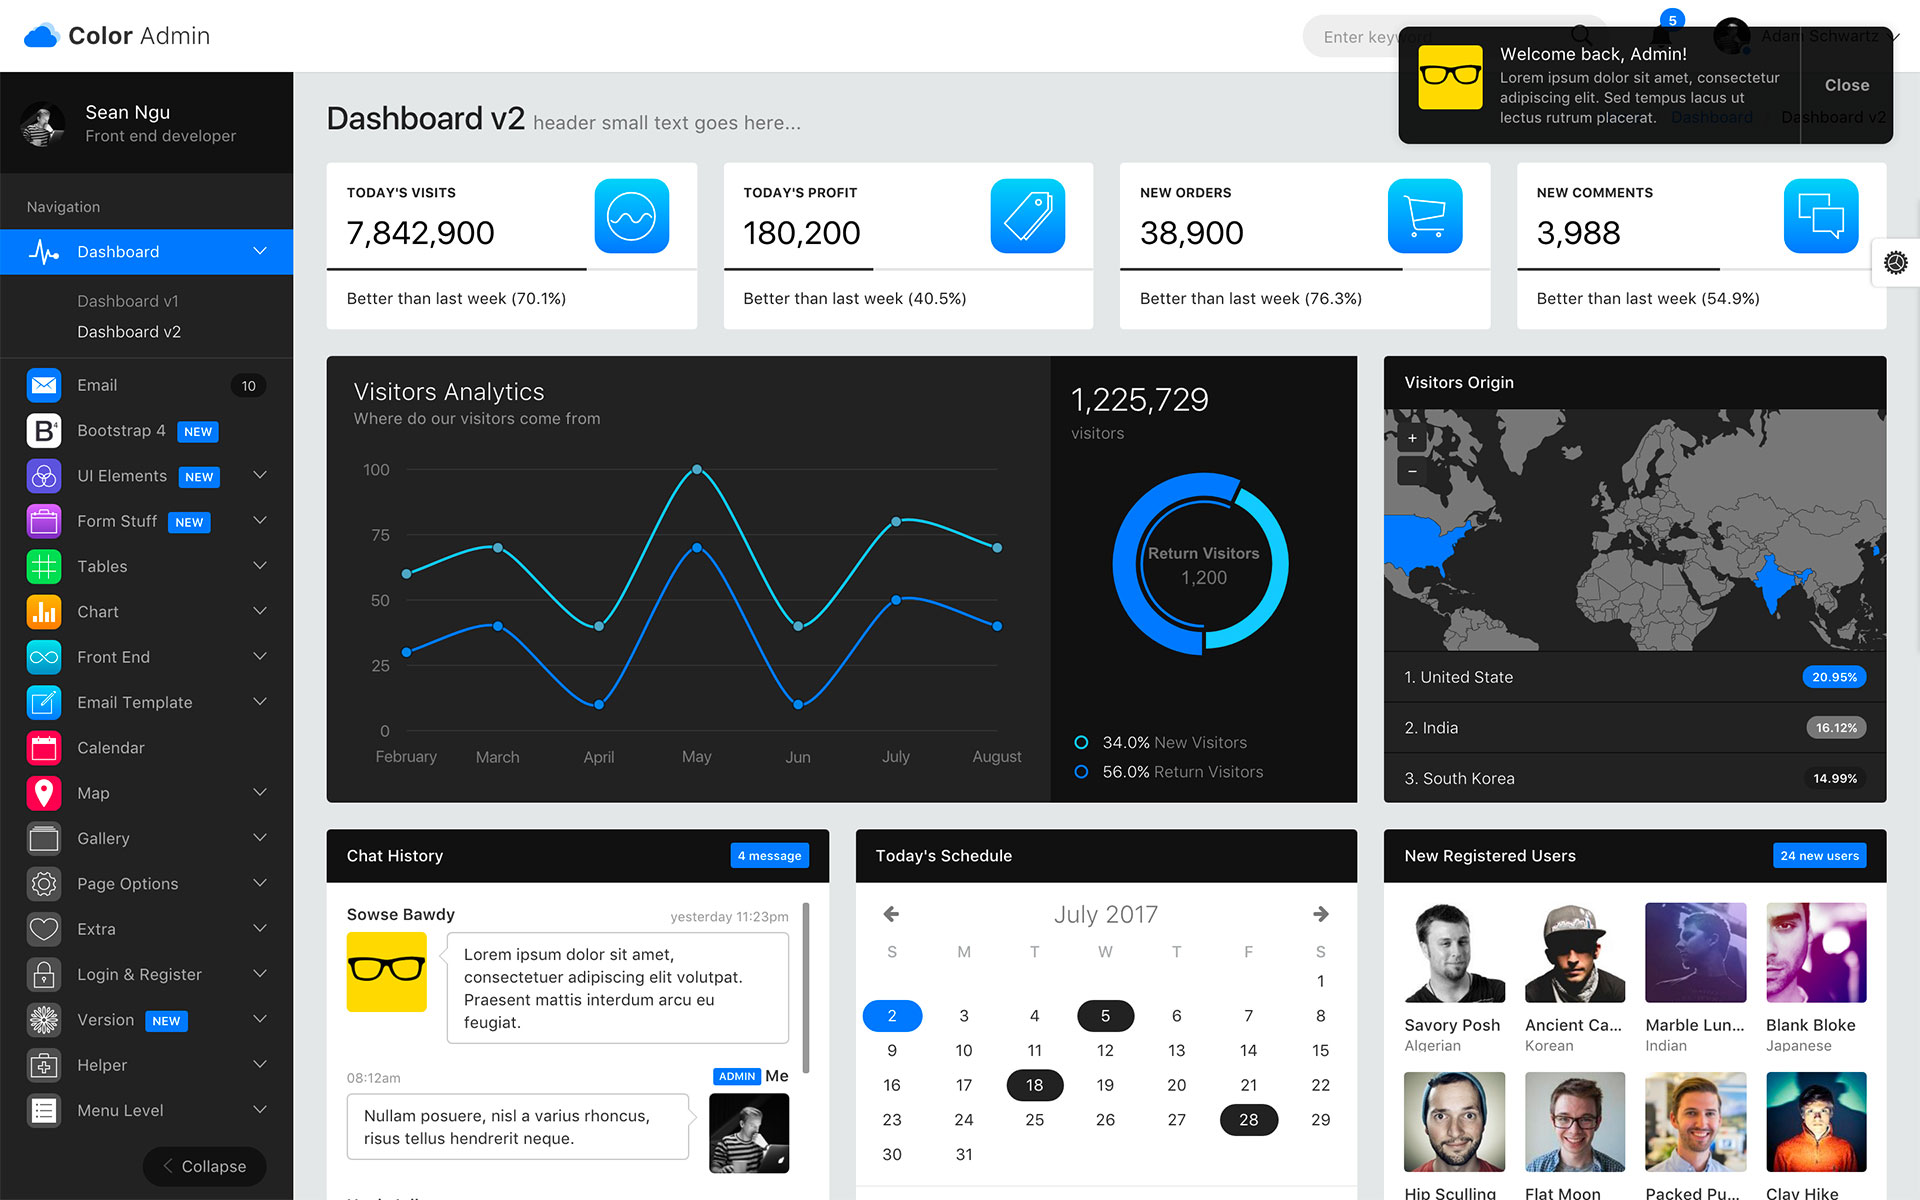 Color Admin
Enter keyword
5
Adam Schwartz
Welcome back, Admin!
Lorem ipsum dolor sit amet, consectetur
adipiscing elit. Sed tempus lacus ut
lectus rutrum placerat.
Close
Dashboard
Dashboard v2
Sean Ngu
Front end developer
Navigation
Dashboard
Dashboard v1
Dashboard v2
Email
10
Bootstrap 4 NEW
UI Elements NEW
Form Stuff NEW
Tables
Chart
Front End
Email Template
Calendar
Map
Gallery
Page Options
Extra
Login & Register
Version NEW
Helper
Menu Level
Collapse
Dashboard v2 header small text goes here...
TODAY'S VISITS
7,842,900
Better than last week (70.1%)
TODAY'S PROFIT
180,200
Better than last week (40.5%)
NEW ORDERS
38,900
Better than last week (76.3%)
NEW COMMENTS
3,988
Better than last week (54.9%)
Visitors Analytics
Where do our visitors come from
100
75
50
25
0
February March April May Jun July August
1,225,729
visitors
Return Visitors
1,200
34.0% New Visitors
56.0% Return Visitors
Visitors Origin
+
−
1. United State 20.95%
2. India 16.12%
3. South Korea 14.99%
Chat History
4 message
Sowse Bawdy
yesterday 11:23pm
Lorem ipsum dolor sit amet,
consectetuer adipiscing elit volutpat.
Praesent mattis interdum arcu eu
feugiat.
08:12am
ADMIN Me
Nullam posuere, nisl a varius rhoncus,
risus tellus hendrerit neque.
Today's Schedule
July 2017
S M T W T F S
1
2 3 4 5 6 7 8
9 10 11 12 13 14 15
16 17 18 19 20 21 22
23 24 25 26 27 28 29
30 31
New Registered Users
24 new users
Savory Posh
Algerian
Ancient Ca...
Korean
Marble Lun...
Indian
Blank Bloke
Japanese
Hip Sculling
Flat Moon
Packed Pu...
Clay Hike